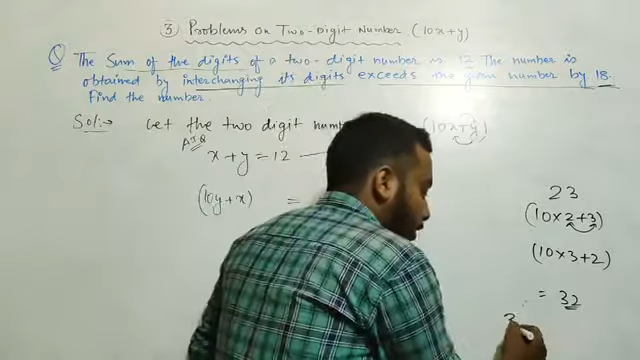 ③ Problems on Two-Digit Number. (10x+y)
Q The Sum of the digits of a two-digit number is 12 The number is
obtained by interchanging its digits exceeds the given number by 18.
Find the number.
Sol:→ Let the two digit (10x+y)
ATQ
x + y = 12
(10y+x) =
23
(10×2+3)
(10×3+2)
= 32